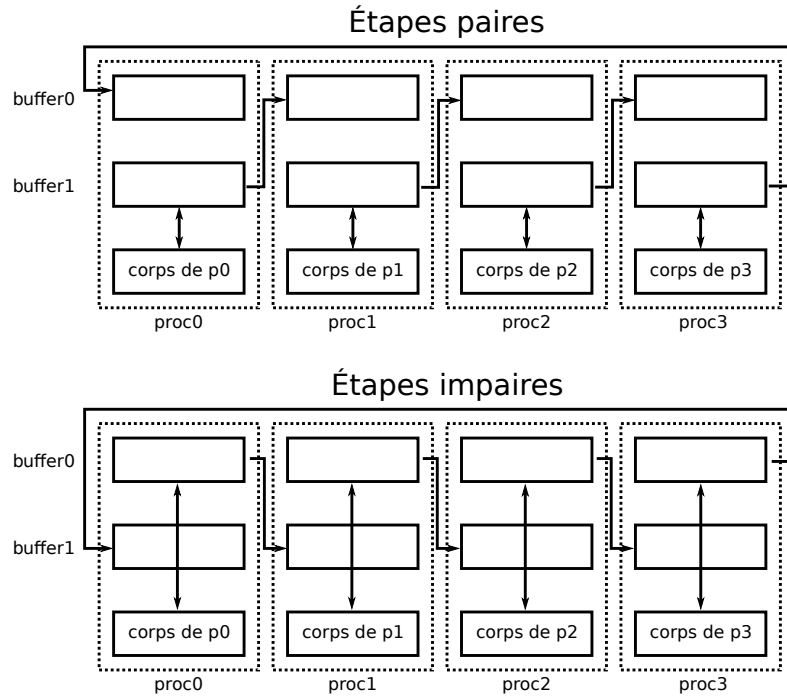 Étapes paires
buffer0
buffer1
corps de p0 corps de p1 corps de p2 corps de p3
proc0 proc1 proc2 proc3
Étapes impaires
buffer0
buffer1
corps de p0 corps de p1 corps de p2 corps de p3
proc0 proc1 proc2 proc3